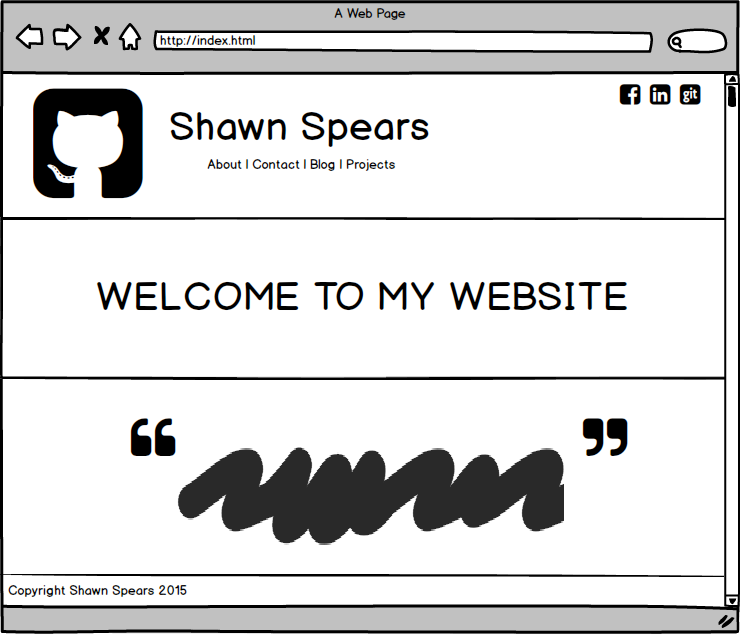 A Web Page
http://index.html
Shawn Spears
About | Contact | Blog | Projects
f in git
WELCOME TO MY WEBSITE
“ ”
Copyright Shawn Spears 2015